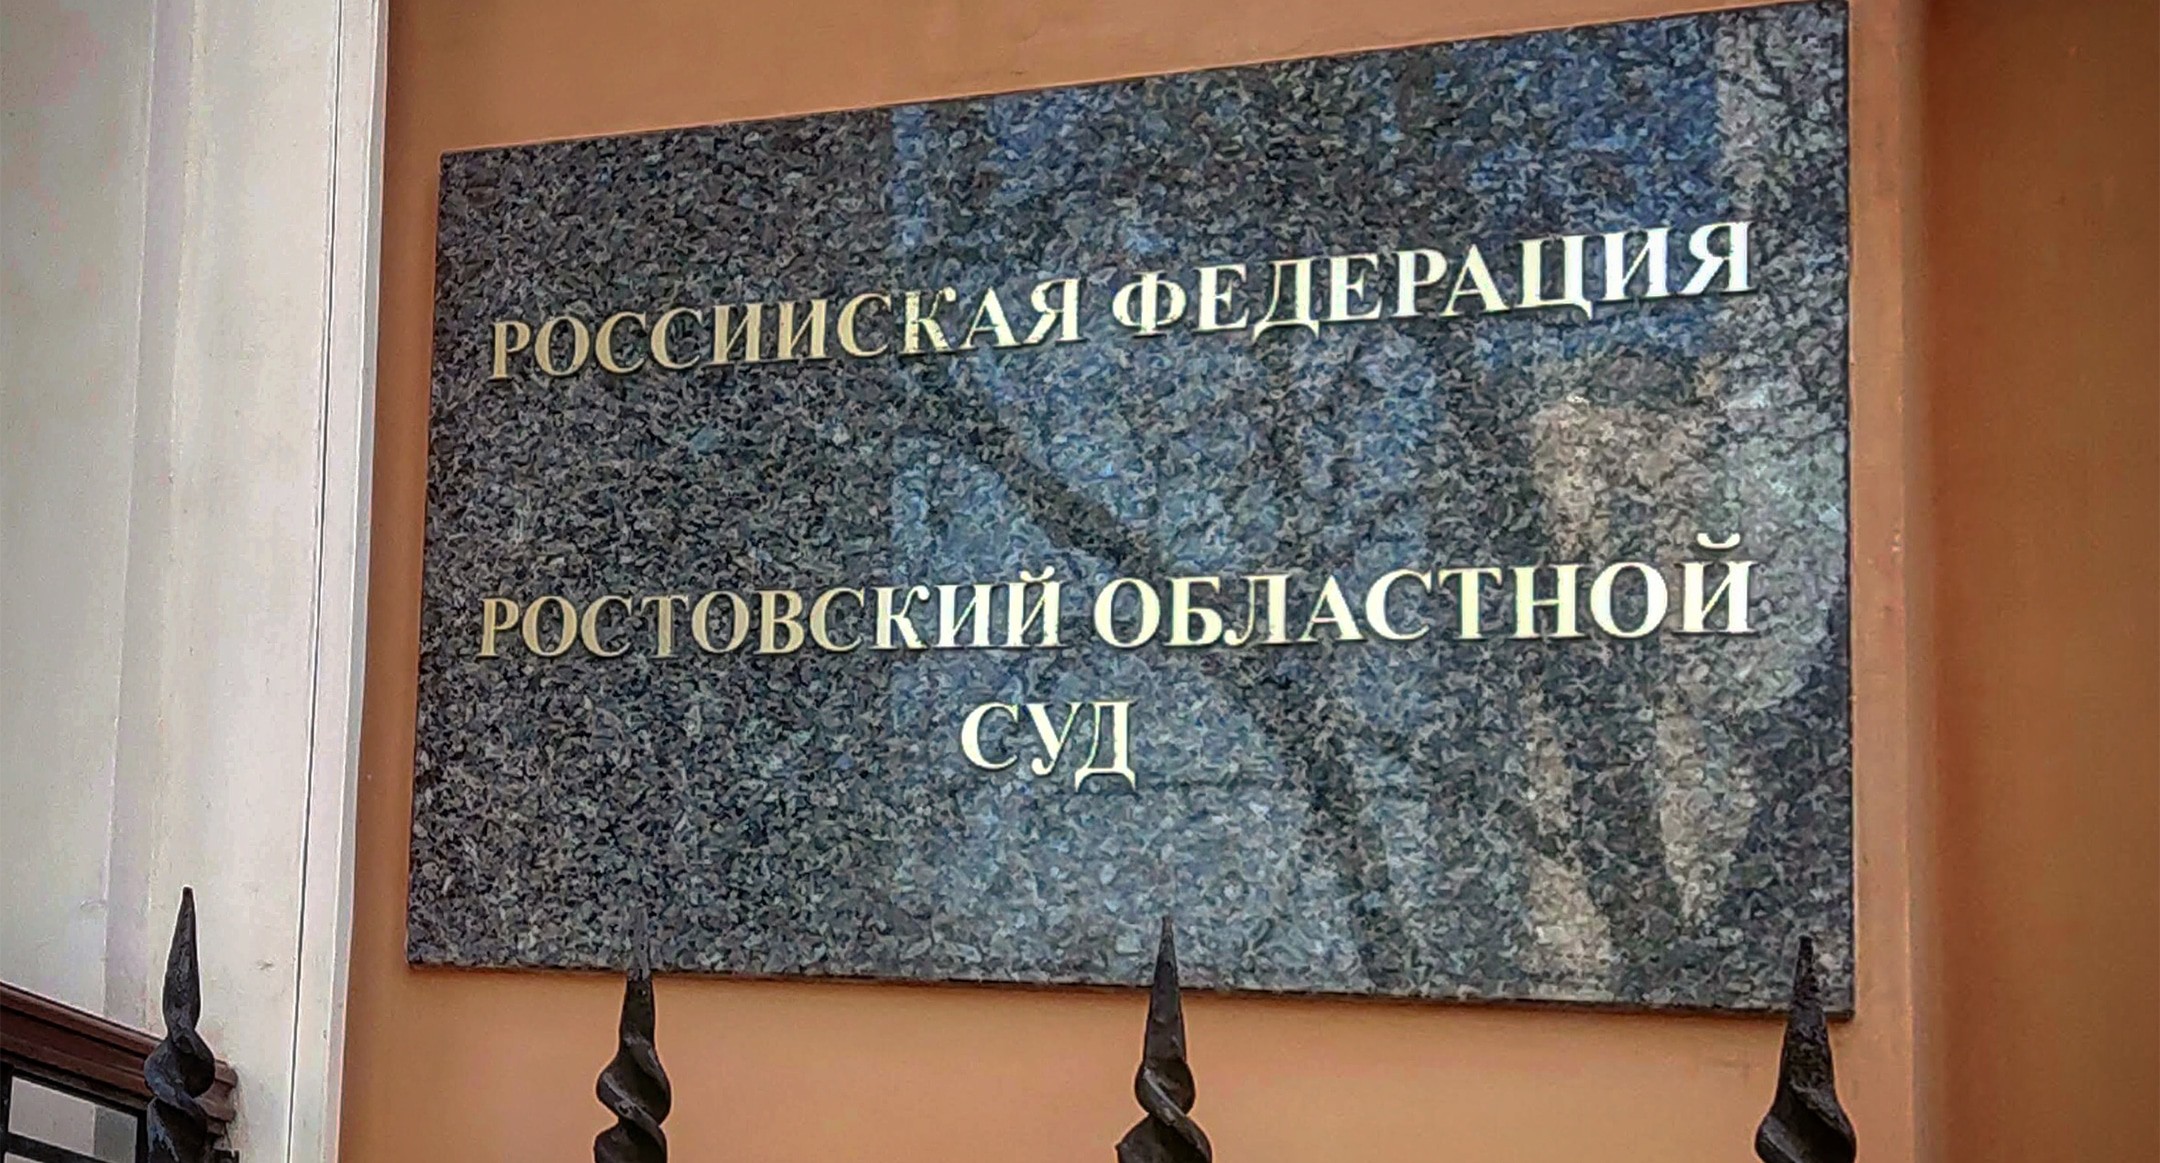 РОССИИСКАЯ ФЕДЕРАЦИЯ
РОСТОВСКИЙ ОБЛАСТНОЙ
СУД